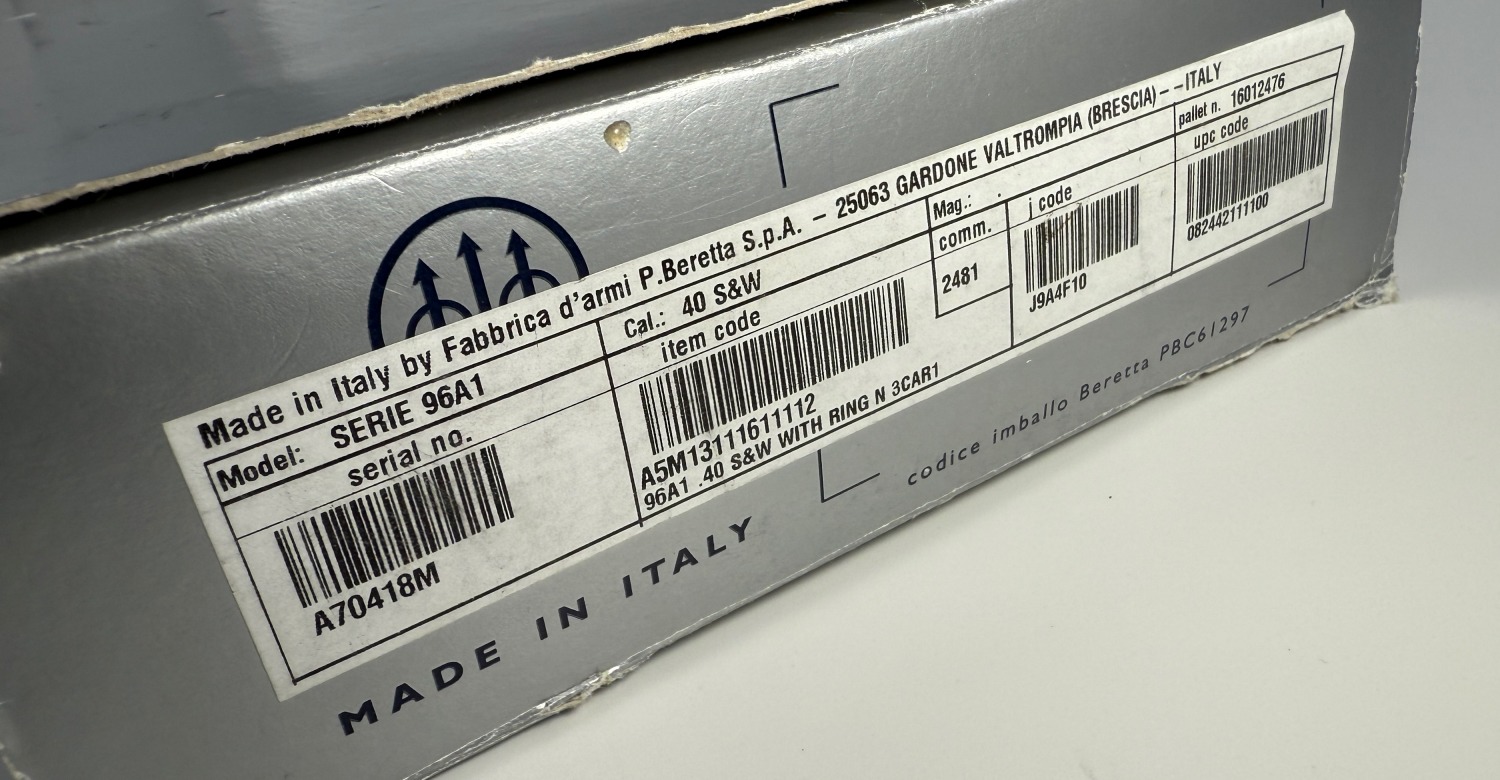 Made in Italy by Fabbrica d'armi P.Beretta S.p.A. – 25063 GARDONE VALTROMPIA (BRESCIA) – –ITALY
Model: SERIE 96A1
Cal.: 40 S&W
Mag.: .
pallet n. 16012476
serial no.
A70418M
item code
A5M13111611112
96A1 .40 S&W WITH RING N 3CAR1
comm.
2481
j code
J9A4F10
upc code
082442111100
MADE IN ITALY
codice imballo Beretta PBC61297